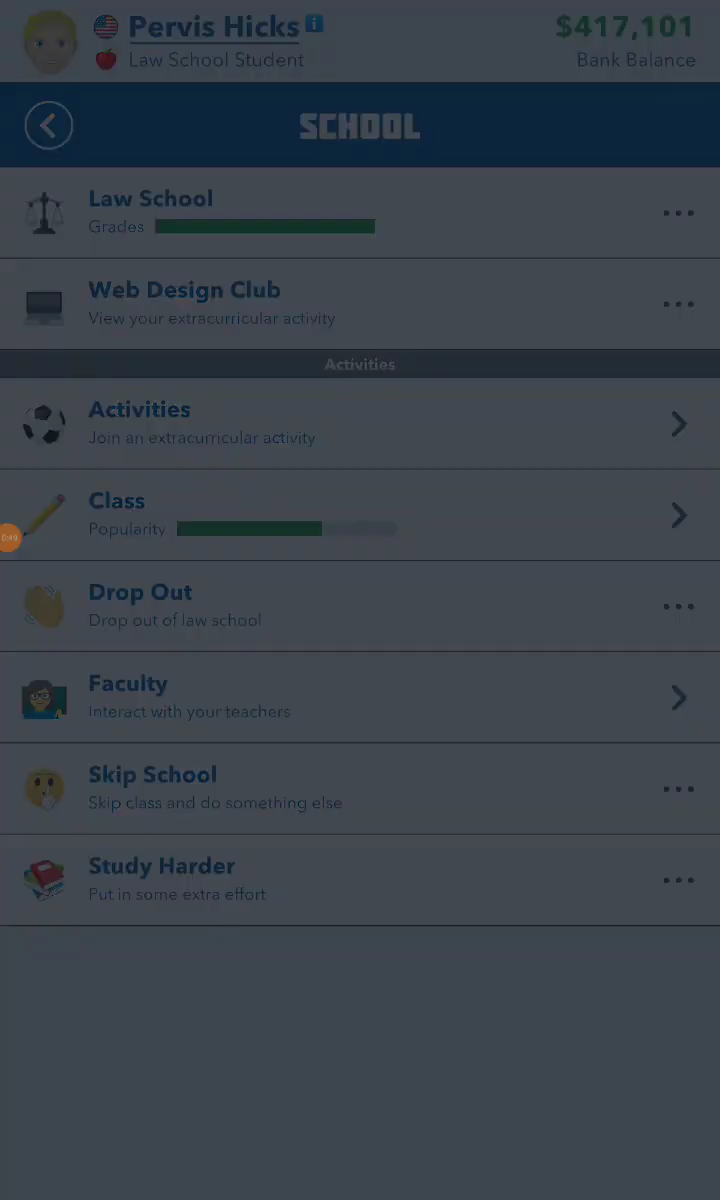 Pervis Hicks
$417,101
Law School Student
Bank Balance
SCHOOL
Law School
Grades
Web Design Club
View your extracurricular activity
Activities
Activities
Join an extracurricular activity
Class
Popularity
0:49
Drop Out
Drop out of law school
Faculty
Interact with your teachers
Skip School
Skip class and do something else
Study Harder
Put in some extra effort